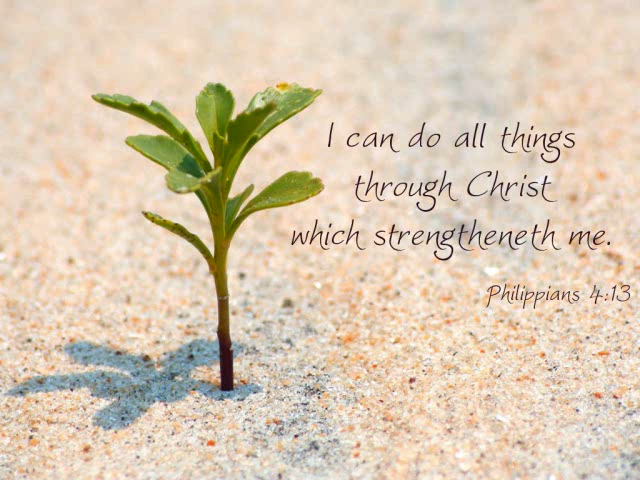 I can do all things
through Christ
which strengtheneth me.
Philippians 4:13